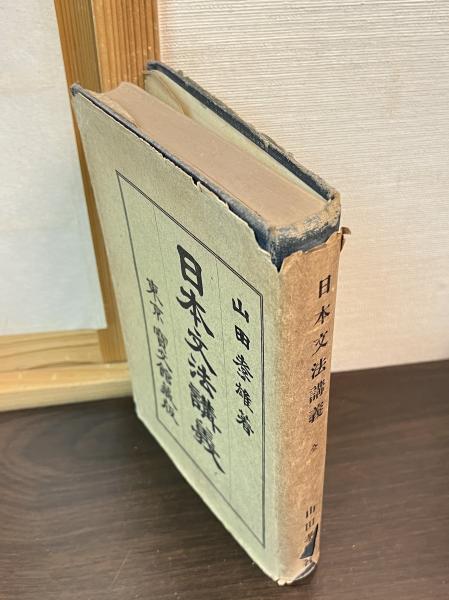 山田孝雄著
日本文法講義
東京 寶文館藏版
日本文法講義 全
山田